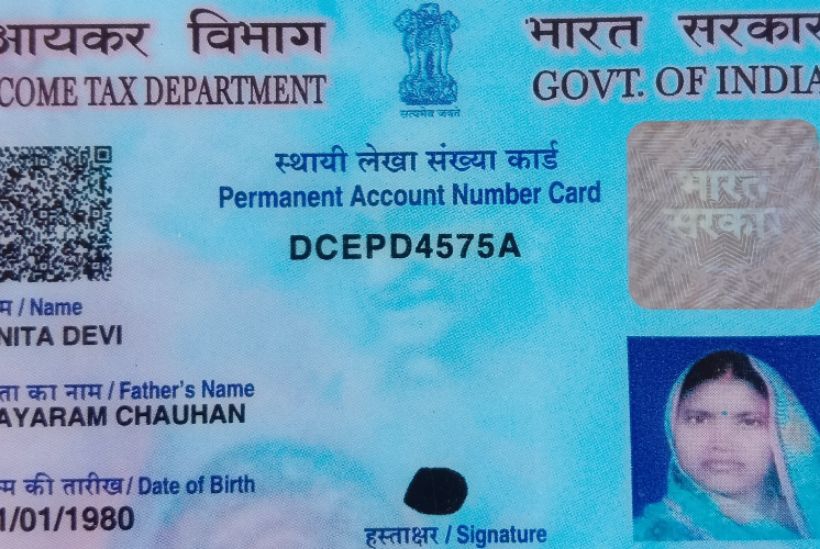 आयकर विभाग
COME TAX DEPARTMENT
सत्यमेव जयते
भारत सरकार
GOVT. OF INDIA
स्थायी लेखा संख्या कार्ड
Permanent Account Number Card
DCEPD4575A
भारत
सरकार
म / Name
NITA DEVI
ता का नाम / Father's Name
AYARAM CHAUHAN
म की तारीख / Date of Birth
1/01/1980
हस्ताक्षर / Signature